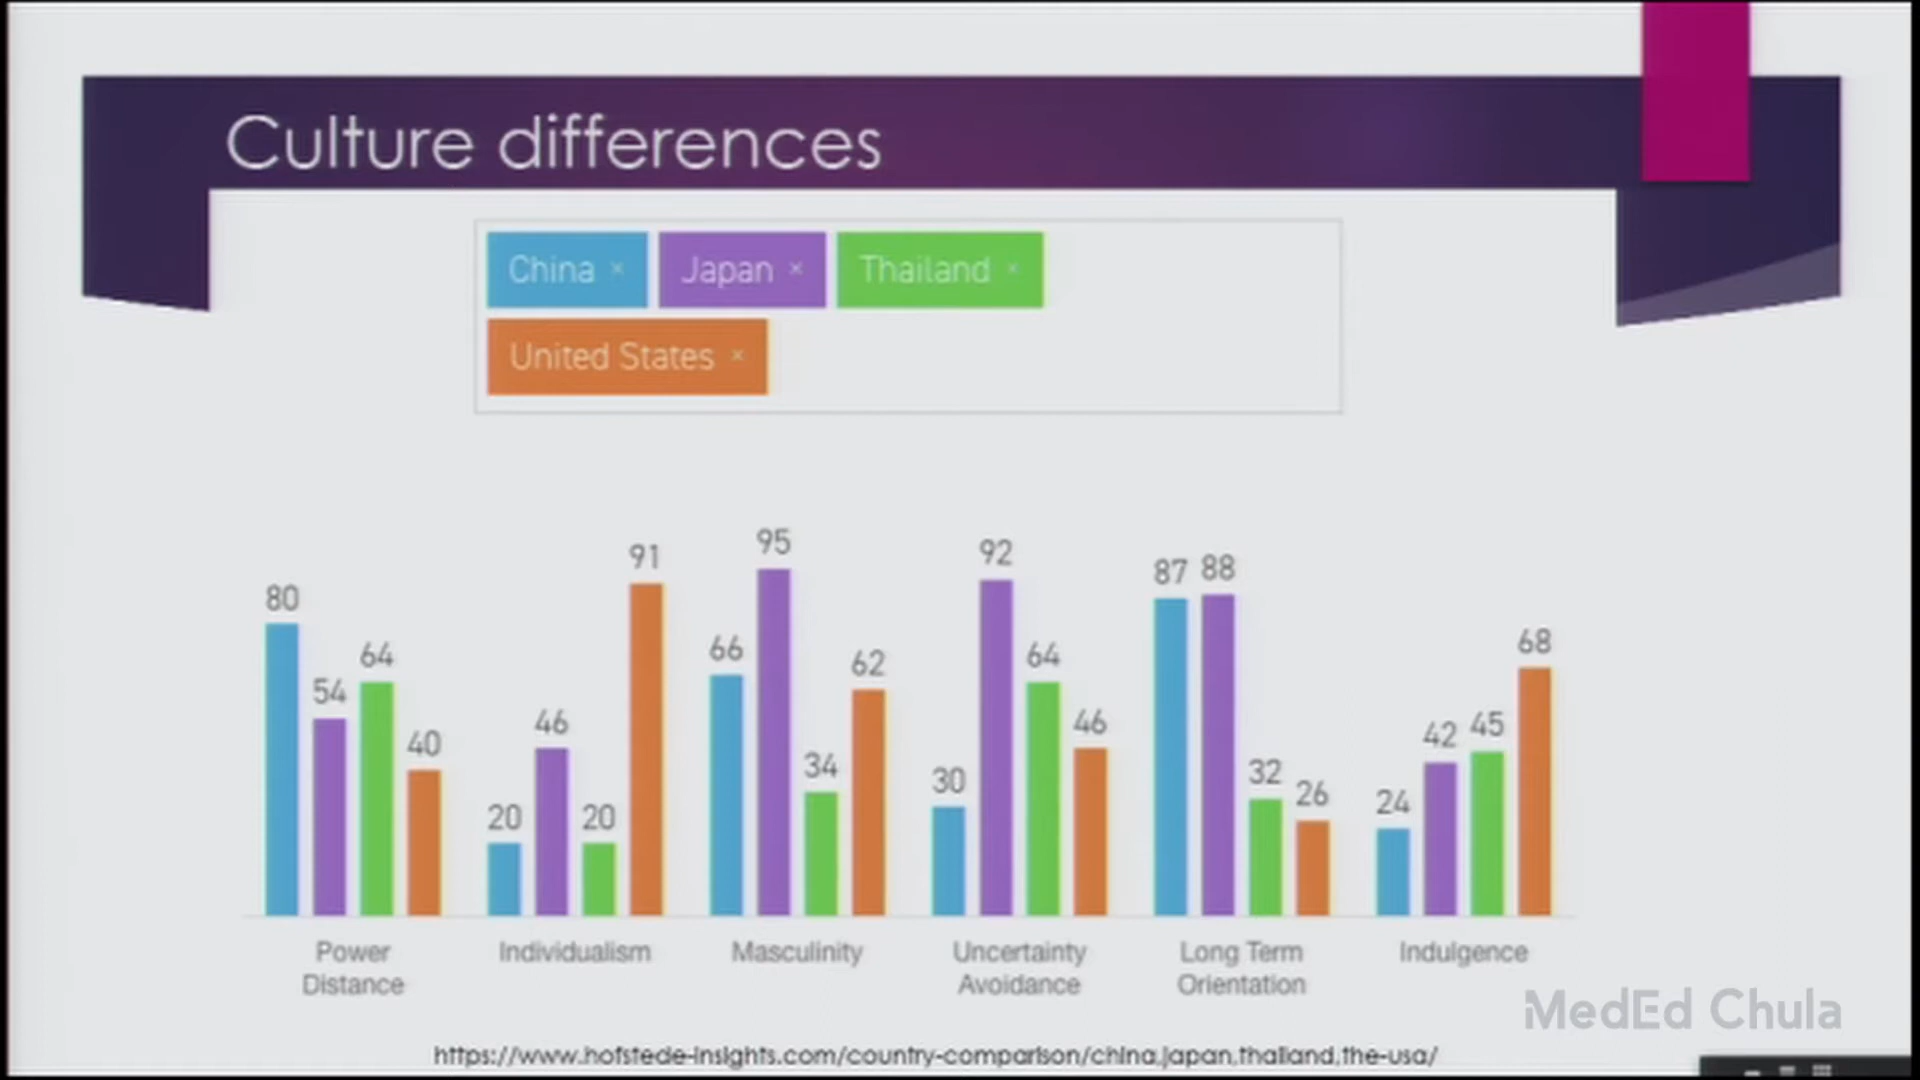 Culture differences
China × Japan × Thailand ×
United States ×
80 54 64 40
20 46 20 91
66 95 34 62
30 92 64 46
87 88 32 26
24 42 45 68
Power
Distance
Individualism
Masculinity
Uncertainty
Avoidance
Long Term
Orientation
Indulgence
MedEd Chula
https://www.hofstede-insights.com/country-comparison/china,japan,thailand,the-usa/